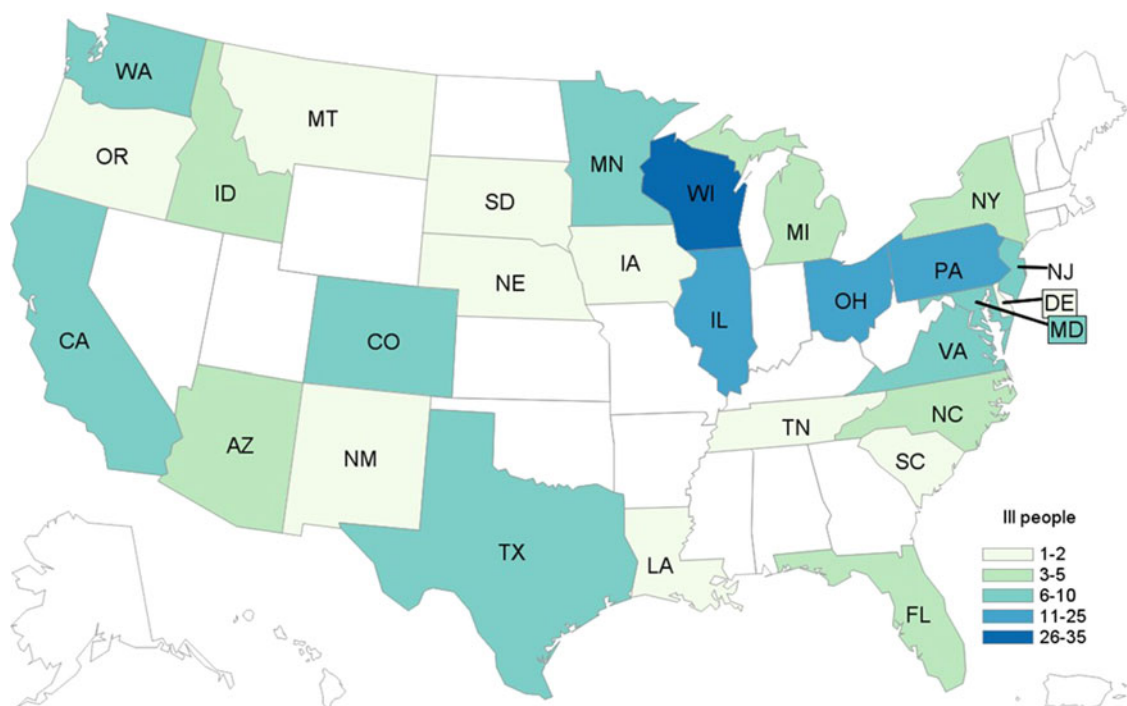 WA
MT
OR
ID
MN
WI
SD
MI
NY
IA
NE
PA
NJ
OH
DE
IL
MD
CA
CO
VA
NC
TN
AZ
NM
SC
TX
LA
FL
Ill people
1-2
3-5
6-10
11-25
26-35